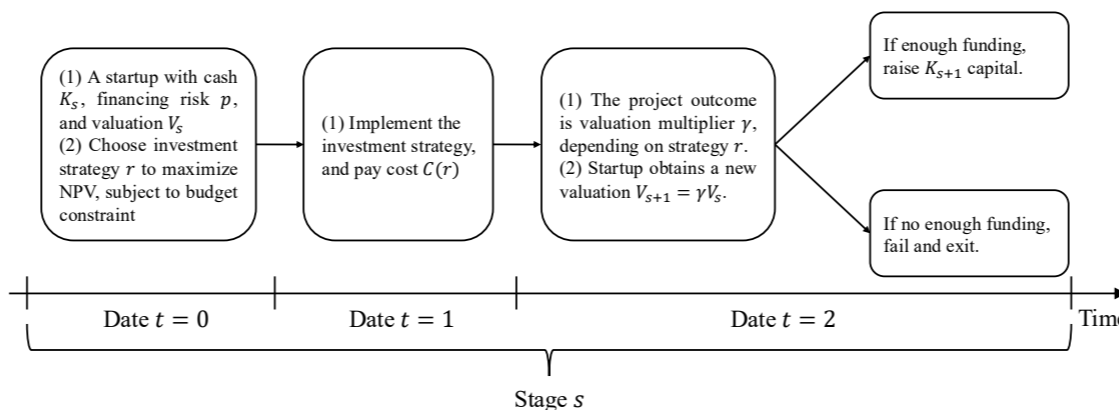 (1) A startup with cash
K_s, financing risk p,
and valuation V_s
(2) Choose investment
strategy r to maximize
NPV, subject to budget
constraint
(1) Implement the
investment strategy,
and pay cost C(r)
(1) The project outcome
is valuation multiplier γ,
depending on strategy r.
(2) Startup obtains a new
valuation V_{s+1} = γV_s.
If enough funding,
raise K_{s+1} capital.
If no enough funding,
fail and exit.
Date t = 0
Date t = 1
Date t = 2
Time
Stage s